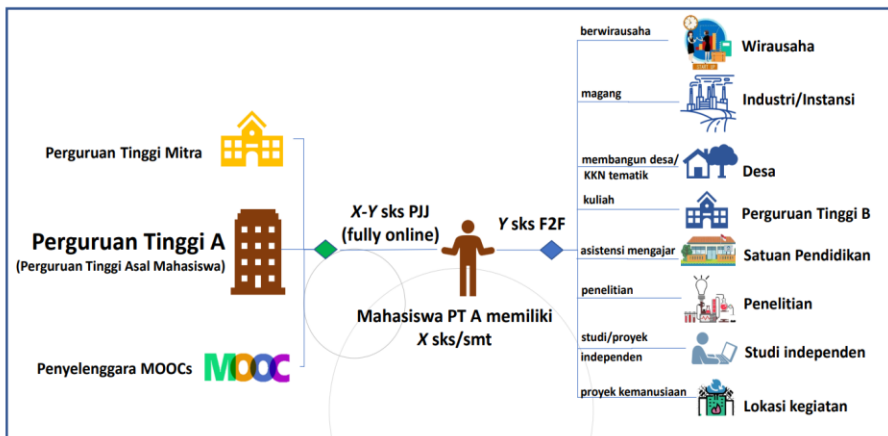 Perguruan Tinggi Mitra
Perguruan Tinggi A
(Perguruan Tinggi Asal Mahasiswa)
Penyelenggara MOOCs
MOOC
X-Y sks PJJ
(fully online)
Mahasiswa PT A memiliki
X sks/smt
Y sks F2F
berwirausaha
Wirausaha
magang
Industri/Instansi
membangun desa/
KKN tematik
Desa
kuliah
Perguruan Tinggi B
asistensi mengajar
Satuan Pendidikan
penelitian
Penelitian
studi/proyek
independen
Studi independen
proyek kemanusiaan
Lokasi kegiatan